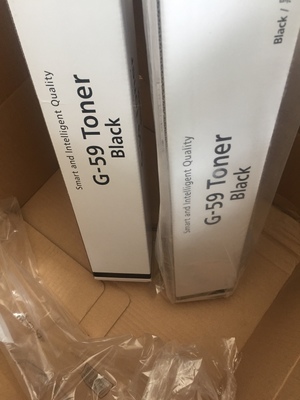 Smart and Intelligent Quality
G-59 Toner
Black
Black /
Smart and Intelligent Quality
G-59 Toner
Black